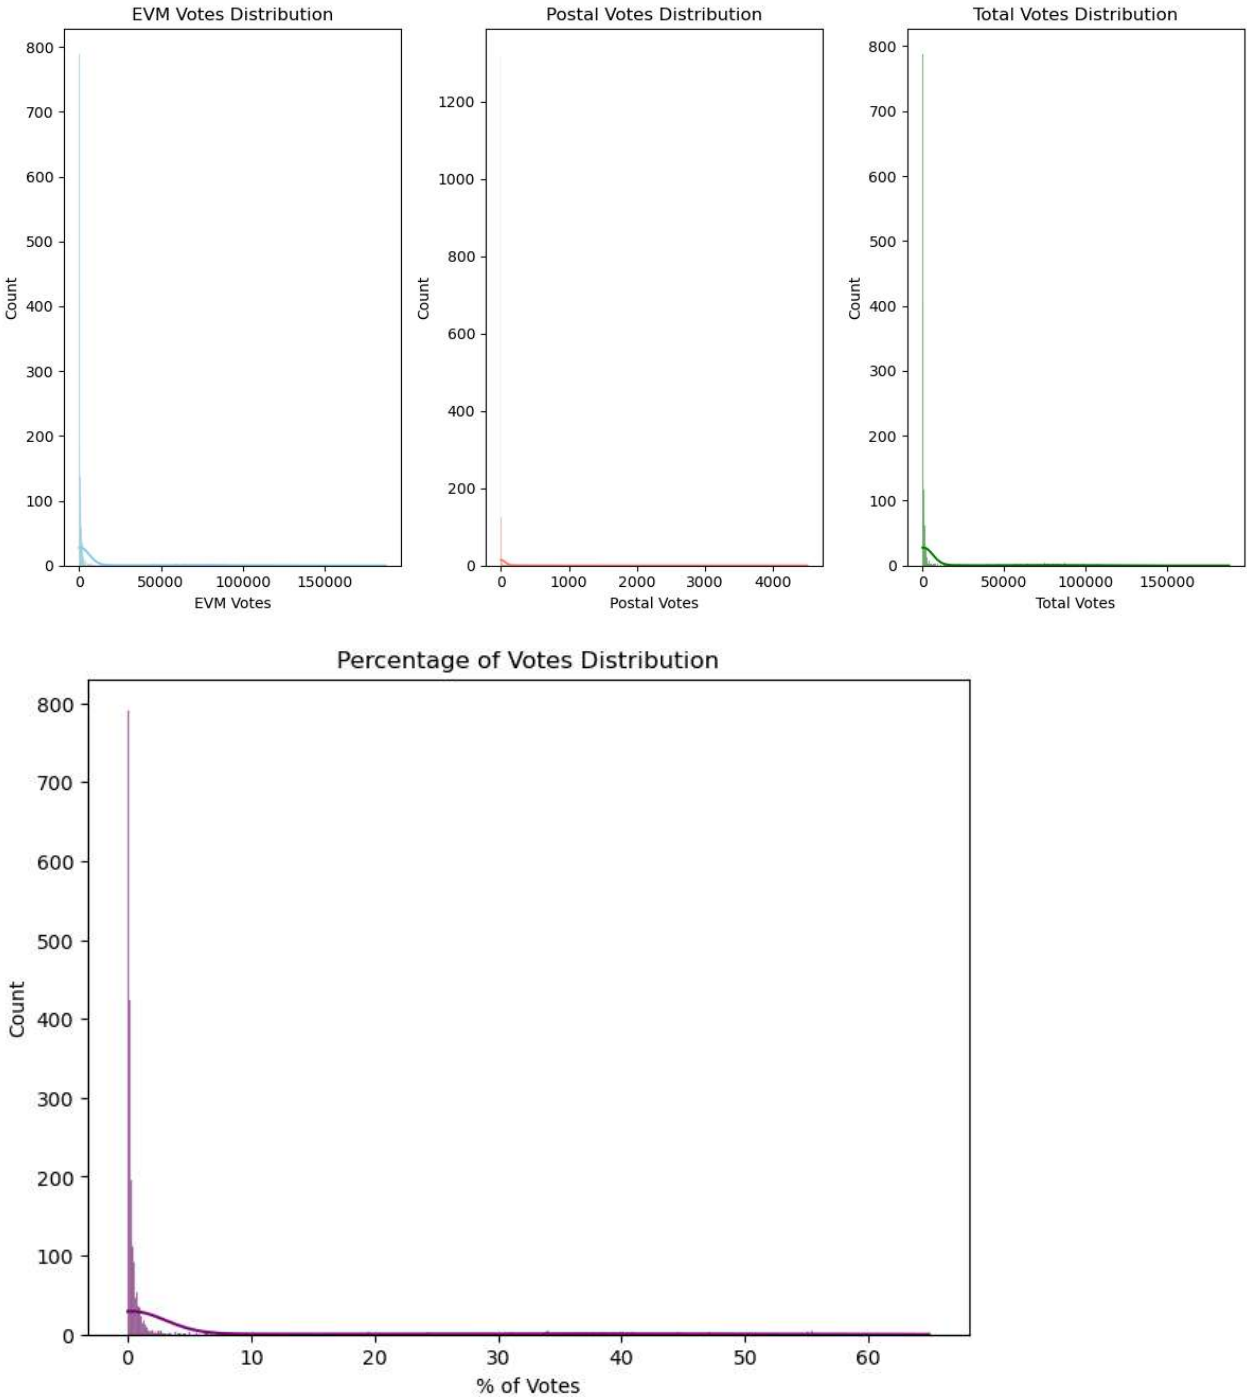 EVM Votes Distribution
800
700
600
500
400
300
200
100
0
Count
0 50000 100000 150000
EVM Votes
Postal Votes Distribution
1200
1000
800
600
400
200
0
Count
0 1000 2000 3000 4000
Postal Votes
Total Votes Distribution
800
700
600
500
400
300
200
100
0
Count
0 50000 100000 150000
Total Votes
Percentage of Votes Distribution
800
700
600
500
400
300
200
100
0
Count
0 10 20 30 40 50 60
% of Votes